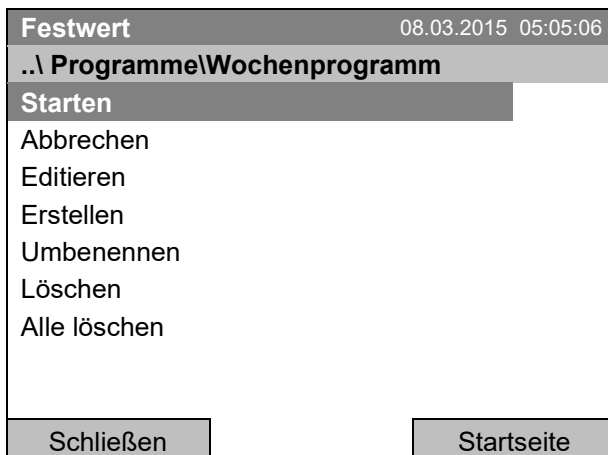 Festwert 08.03.2015 05:05:06
..\ Programme\Wochenprogramm
Starten
Abbrechen
Editieren
Erstellen
Umbenennen
Löschen
Alle löschen
Schließen Startseite